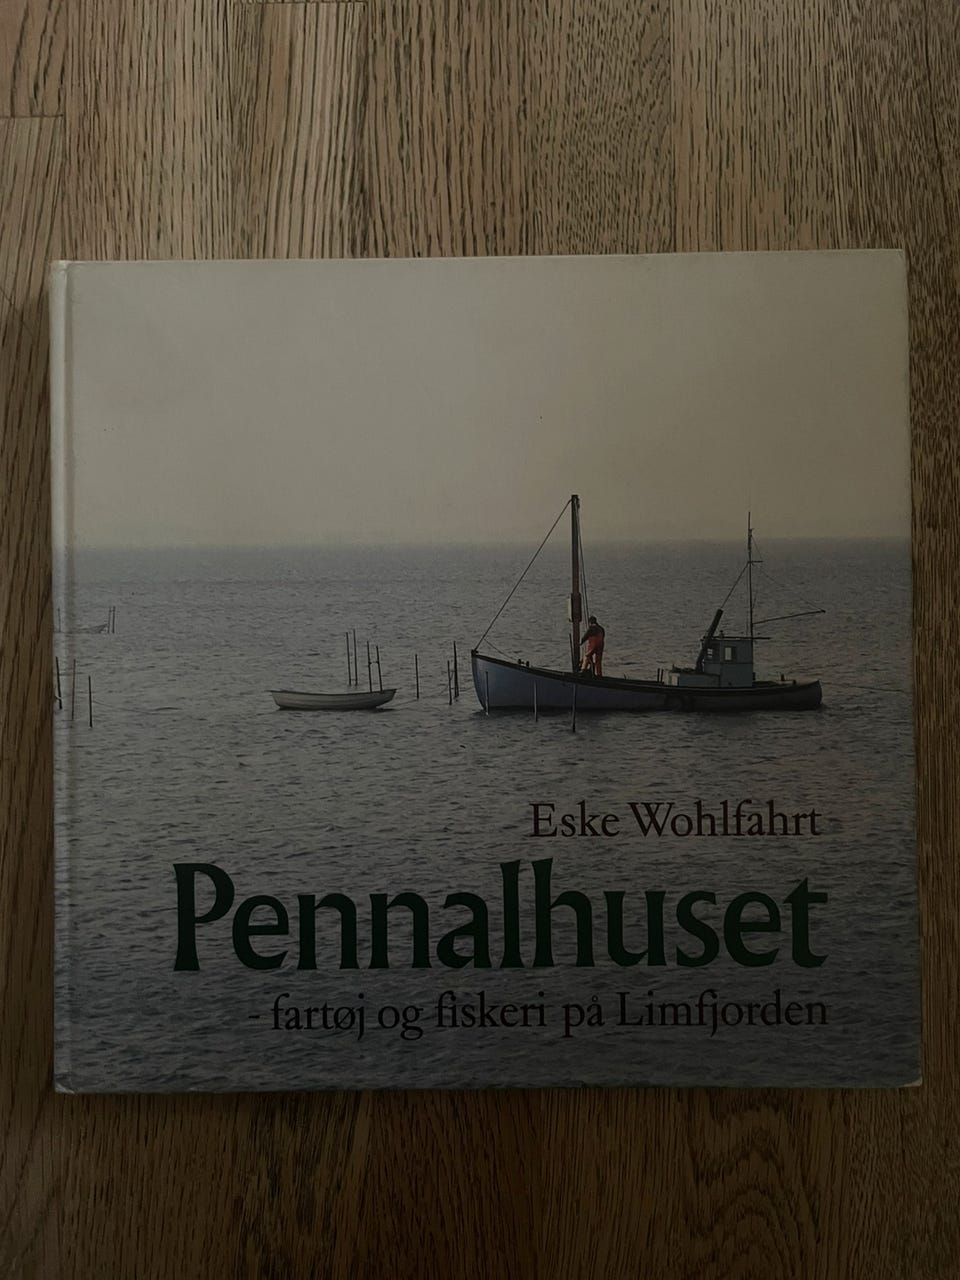 Eske Wohlfahrt
Pennalhuset
- fartøj og fiskeri på Limfjorden